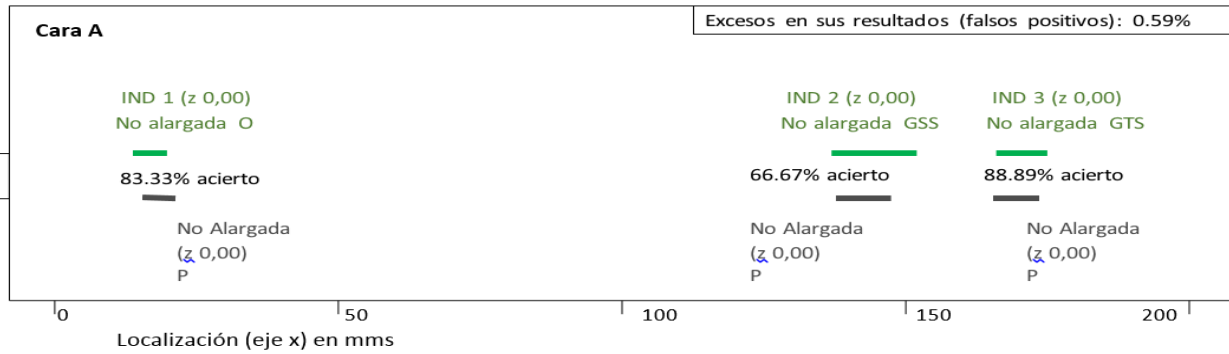 Excesos en sus resultados (falsos positivos): 0.59%
Cara A
IND 1 (z 0,00)
No alargada O
IND 2 (z 0,00)
No alargada GSS
IND 3 (z 0,00)
No alargada GTS
83.33% acierto
66.67% acierto
88.89% acierto
No Alargada
(z 0,00)
P
No Alargada
(z 0,00)
P
No Alargada
(z 0,00)
P
0
50
100
150
200
Localización (eje x) en mms